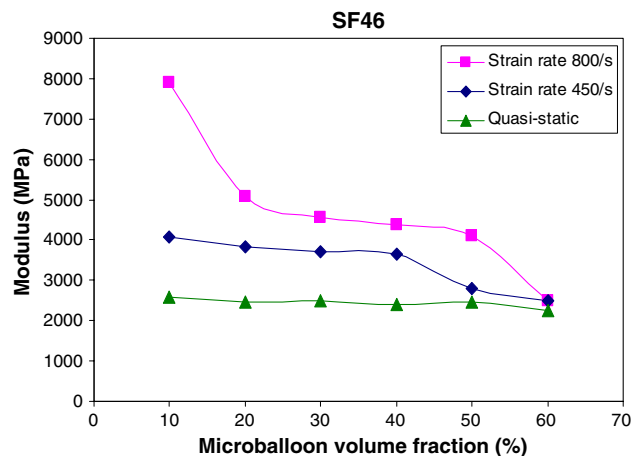 SF46
9000
8000
7000
6000
5000
4000
3000
2000
1000
0
Modulus (MPa)
Strain rate 800/s
Strain rate 450/s
Quasi-static
0 10 20 30 40 50 60 70
Microballoon volume fraction (%)